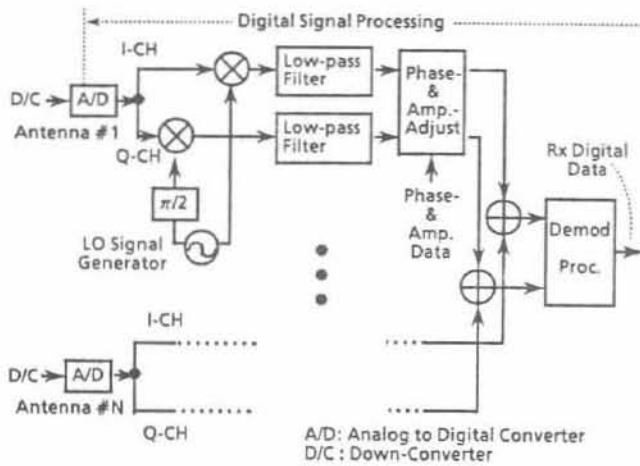 Digital Signal Processing
I-CH
Low-pass
Filter
Phase-
&
Amp.-
Adjust
D/C
A/D
Antenna #1
Q-CH
Low-pass
Filter
Rx Digital
Data
π/2
Phase-
&
Amp.
Data
LO Signal
Generator
Demod
Proc.
I-CH
D/C
A/D
Antenna #N
Q-CH
A/D: Analog to Digital Converter
D/C: Down-Converter